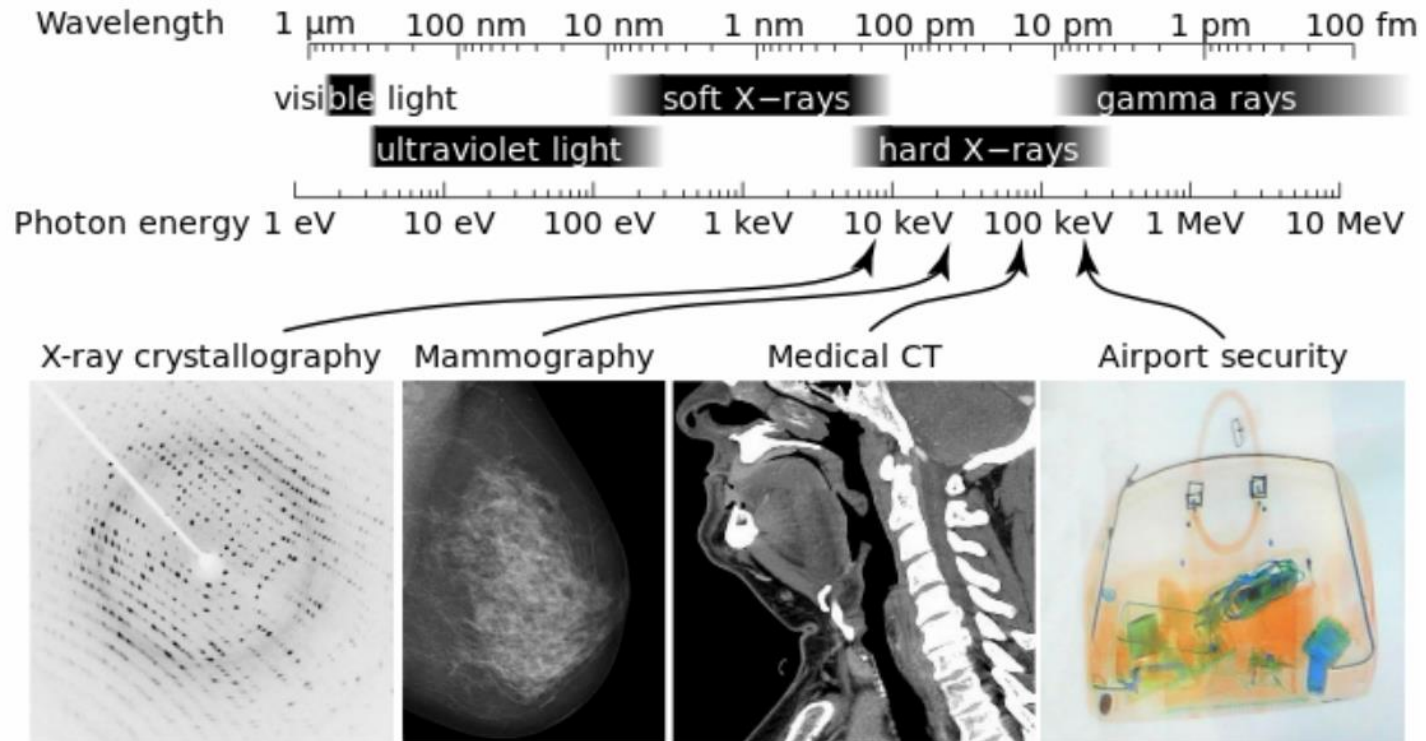 Wavelength 1 µm 100 nm 10 nm 1 nm 100 pm 10 pm 1 pm 100 fm
visible light soft X−rays gamma rays
ultraviolet light hard X−rays
Photon energy 1 eV 10 eV 100 eV 1 keV 10 keV 100 keV 1 MeV 10 MeV
X-ray crystallography Mammography Medical CT Airport security